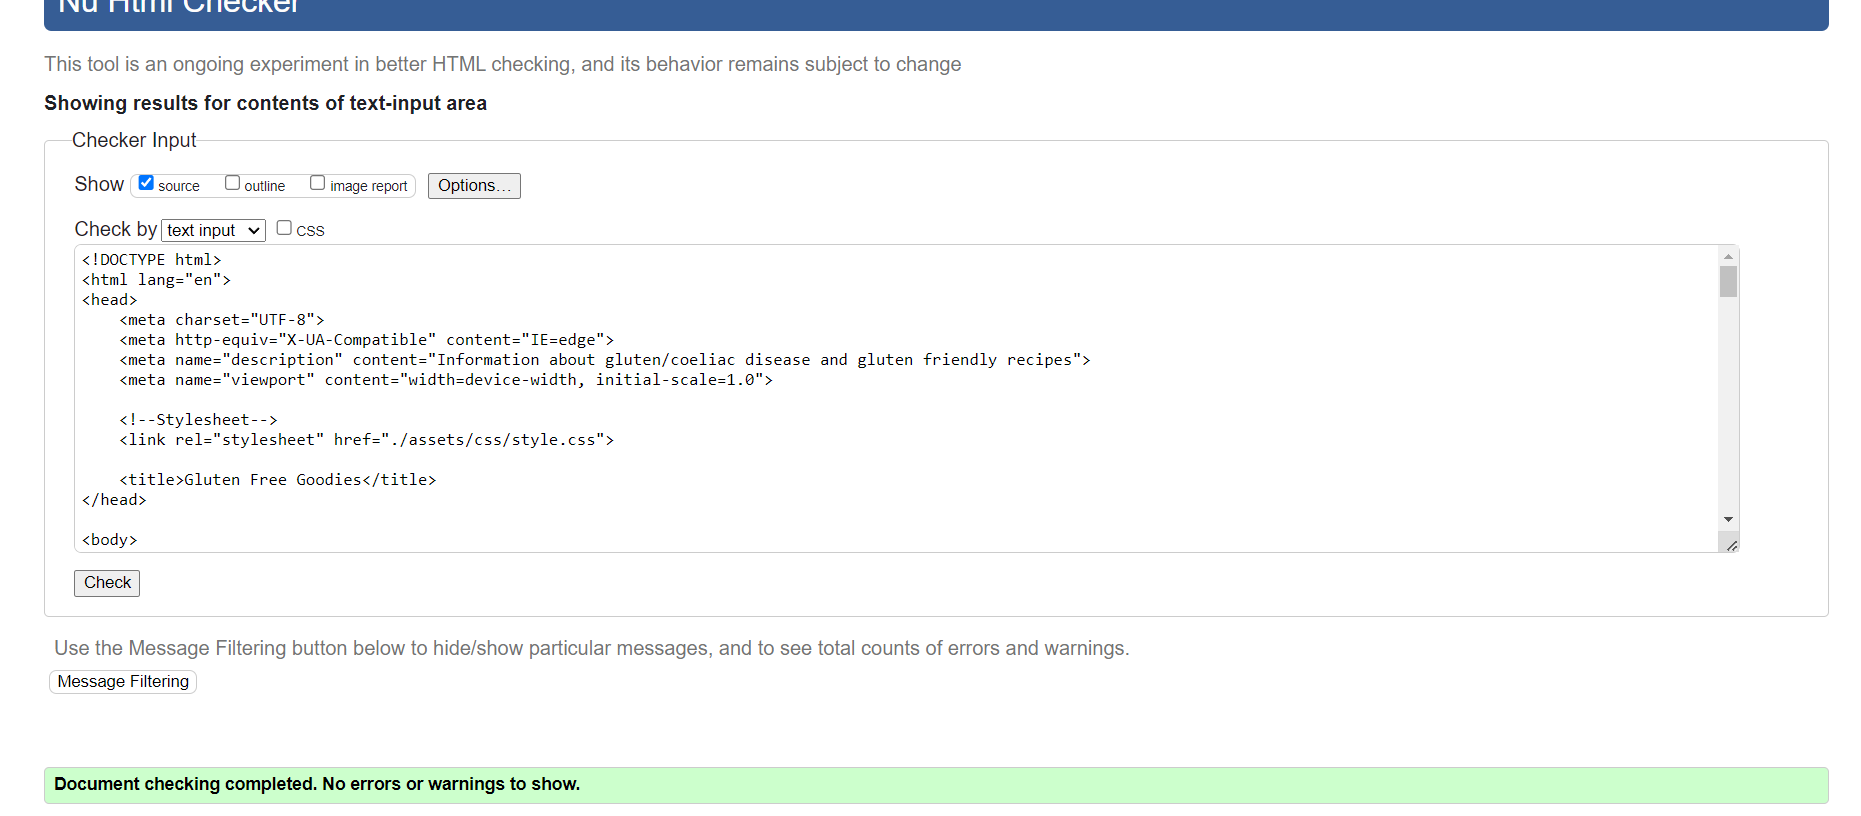 Nu Html Checker
This tool is an ongoing experiment in better HTML checking, and its behavior remains subject to change
Showing results for contents of text-input area
Checker Input
Show source outline image report Options...
Check by text input CSS
<!DOCTYPE html>
<html lang="en">
<head>
    <meta charset="UTF-8">
    <meta http-equiv="X-UA-Compatible" content="IE=edge">
    <meta name="description" content="Information about gluten/coeliac disease and gluten friendly recipes">
    <meta name="viewport" content="width=device-width, initial-scale=1.0">
    <!--Stylesheet-->
    <link rel="stylesheet" href="./assets/css/style.css">
    <title>Gluten Free Goodies</title>
</head>
<body>
Check
Use the Message Filtering button below to hide/show particular messages, and to see total counts of errors and warnings.
Message Filtering
Document checking completed. No errors or warnings to show.